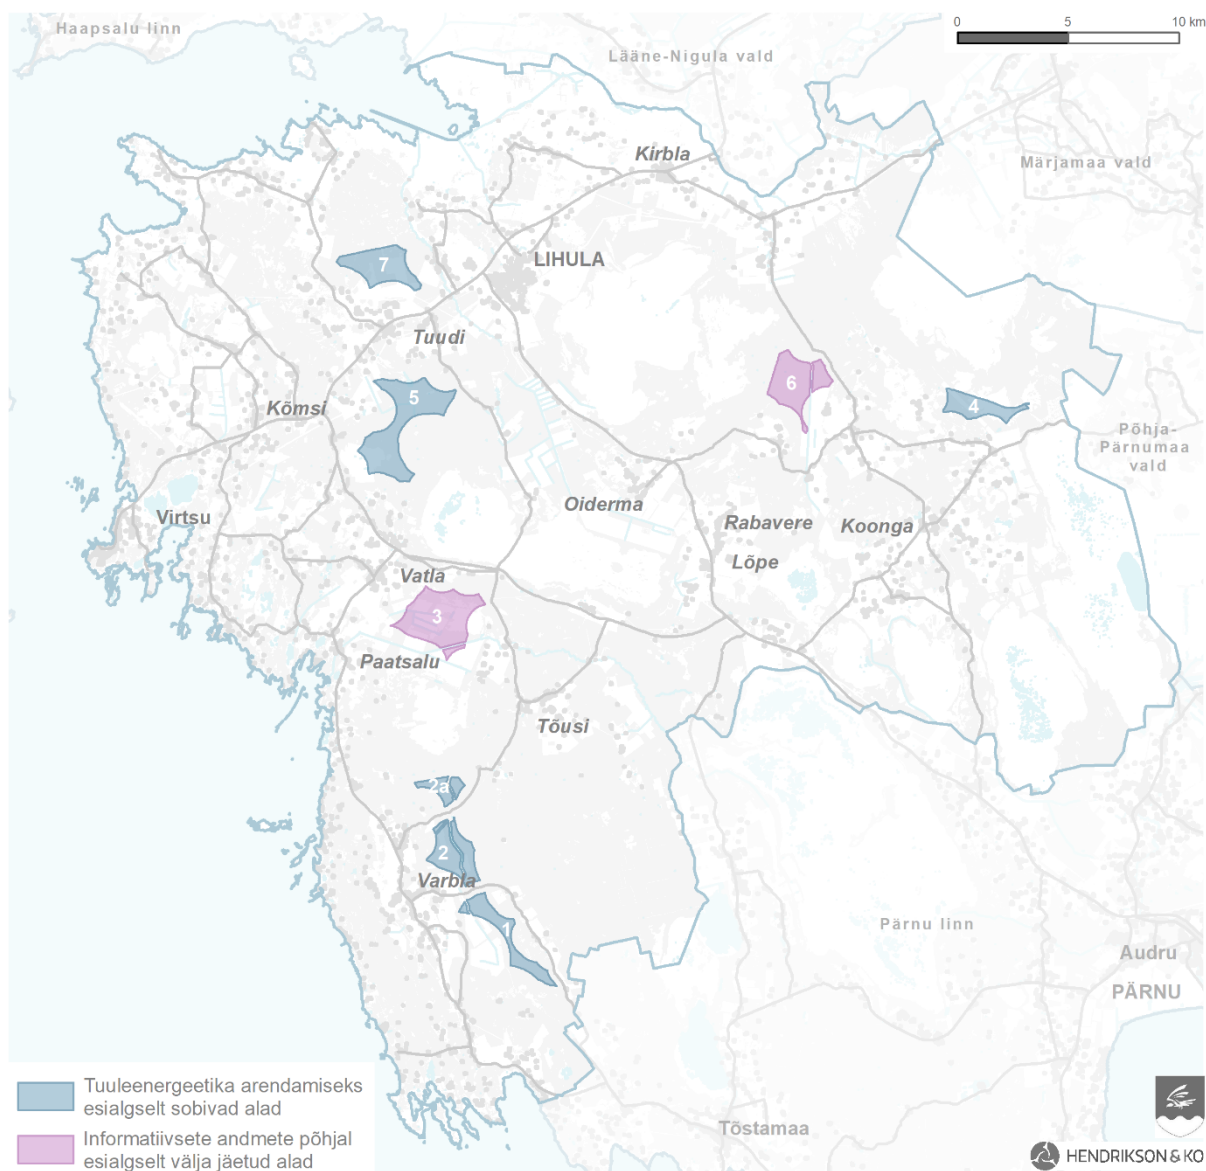 Haapsalu linn
0 5 10 km
Lääne-Nigula vald
Kirbla
Märjamaa vald
LIHULA
7
Tuudi
6
5
4
Kõmsi
Põhja-
Pärnumaa
vald
Oiderma
Virtsu
Rabavere
Koonga
Lõpe
Vatla
3
Paatsalu
Tõusi
2a
2
Varbla
1
Pärnu linn
Audru
PÄRNU
Tuuleenergeetika arendamiseks
esialgselt sobivad alad
Informatiivsete andmete põhjal
esialgselt välja jäetud alad
Tõstamaa
HENDRIKSON & KO